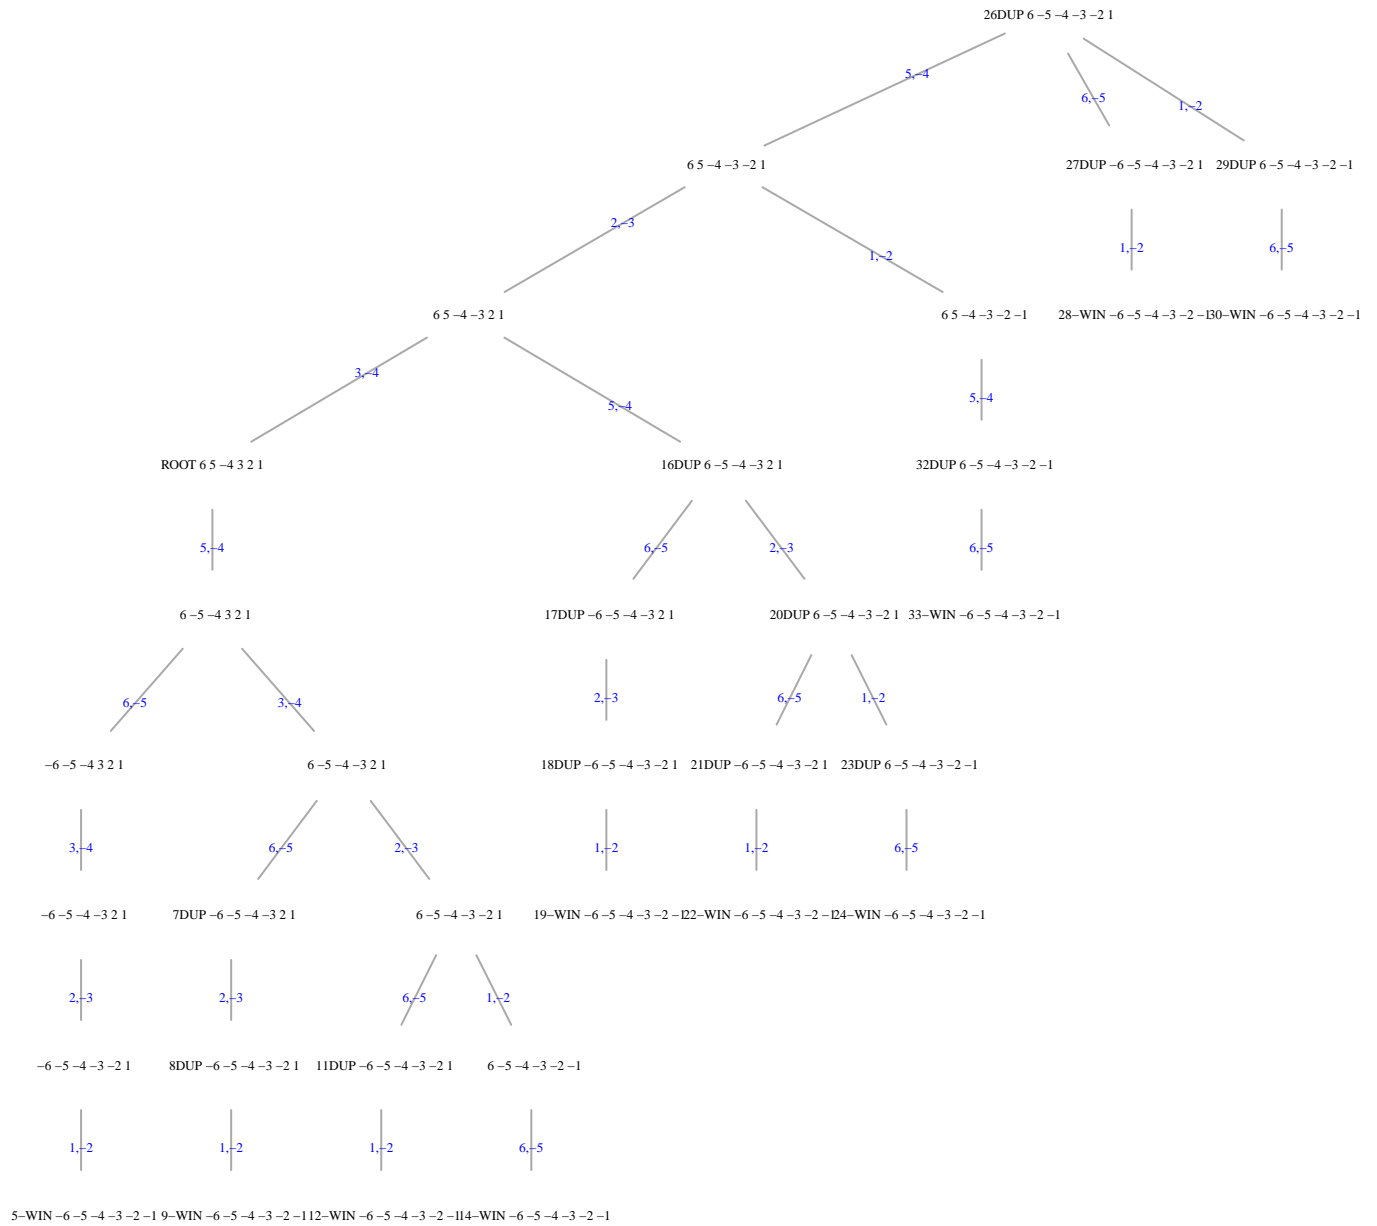 26DUP 6 −5 −4 −3 −2 1
5,−4
6,−5
1,−2
6 5 −4 −3 −2 1
27DUP −6 −5 −4 −3 −2 1
29DUP 6 −5 −4 −3 −2 −1
2,−3
1,−2
1,−2
6,−5
6 5 −4 −3 2 1
6 5 −4 −3 −2 −1
28−WIN −6 −5 −4 −3 −2 −1
30−WIN −6 −5 −4 −3 −2 −1
3,−4
5,−4
5,−4
ROOT 6 5 −4 3 2 1
16DUP 6 −5 −4 −3 2 1
32DUP 6 −5 −4 −3 −2 −1
5,−4
6,−5
2,−3
6,−5
6 −5 −4 3 2 1
17DUP −6 −5 −4 −3 2 1
20DUP 6 −5 −4 −3 −2 1
33−WIN −6 −5 −4 −3 −2 −1
6,−5
3,−4
2,−3
6,−5
1,−2
−6 −5 −4 3 2 1
6 −5 −4 −3 2 1
18DUP −6 −5 −4 −3 −2 1
21DUP −6 −5 −4 −3 −2 1
23DUP 6 −5 −4 −3 −2 −1
3,−4
6,−5
2,−3
1,−2
1,−2
6,−5
−6 −5 −4 −3 2 1
7DUP −6 −5 −4 −3 2 1
6 −5 −4 −3 −2 1
19−WIN −6 −5 −4 −3 −2 −1
22−WIN −6 −5 −4 −3 −2 −1
24−WIN −6 −5 −4 −3 −2 −1
2,−3
2,−3
6,−5
1,−2
−6 −5 −4 −3 −2 1
8DUP −6 −5 −4 −3 −2 1
11DUP −6 −5 −4 −3 −2 1
6 −5 −4 −3 −2 −1
1,−2
1,−2
1,−2
6,−5
5−WIN −6 −5 −4 −3 −2 −1
9−WIN −6 −5 −4 −3 −2 −1
12−WIN −6 −5 −4 −3 −2 −1
14−WIN −6 −5 −4 −3 −2 −1